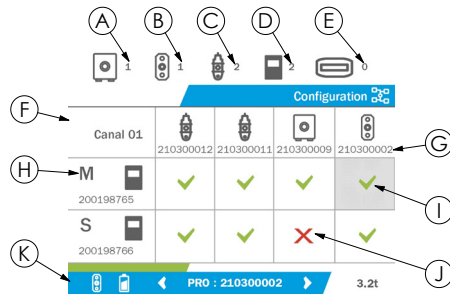 A B C D E
1 1 2 2 0
Configuration
F
Canal 01
210300012 210300011 210300009 210300002
G
H
M
200198765
I
S
200198766
J
K
PRO : 210300002
3.2t